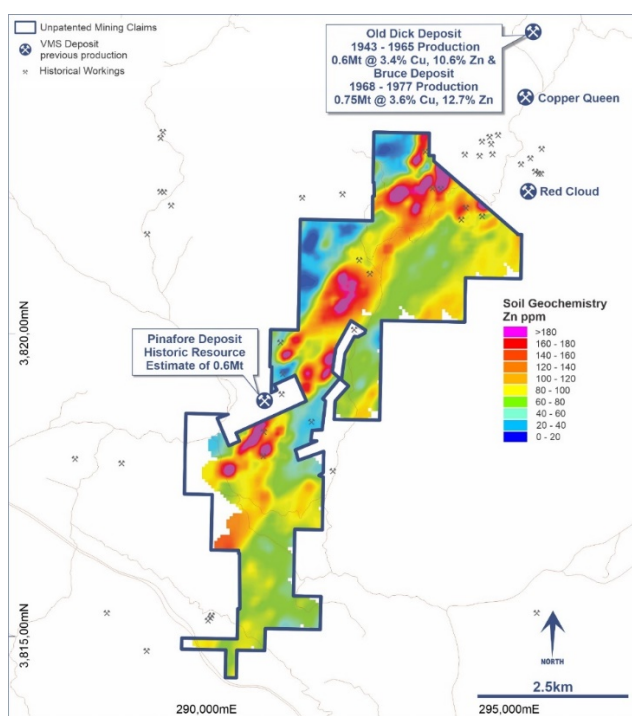 Unpatented Mining Claims
VMS Deposit
previous production
Historical Workings
Old Dick Deposit
1943 - 1965 Production
0.6Mt @ 3.4% Cu, 10.6% Zn &
Bruce Deposit
1968 - 1977 Production
0.75Mt @ 3.6% Cu, 12.7% Zn
Copper Queen
Red Cloud
3,820,00mN
Pinafore Deposit
Historic Resource
Estimate of 0.6Mt
Soil Geochemistry
Zn ppm
>180
160 - 180
140 - 160
120 - 140
100 - 120
80 - 100
60 - 80
40 - 60
20 - 40
0 - 20
3,815,00mN
NORTH
2.5km
290,000mE
295,000mE